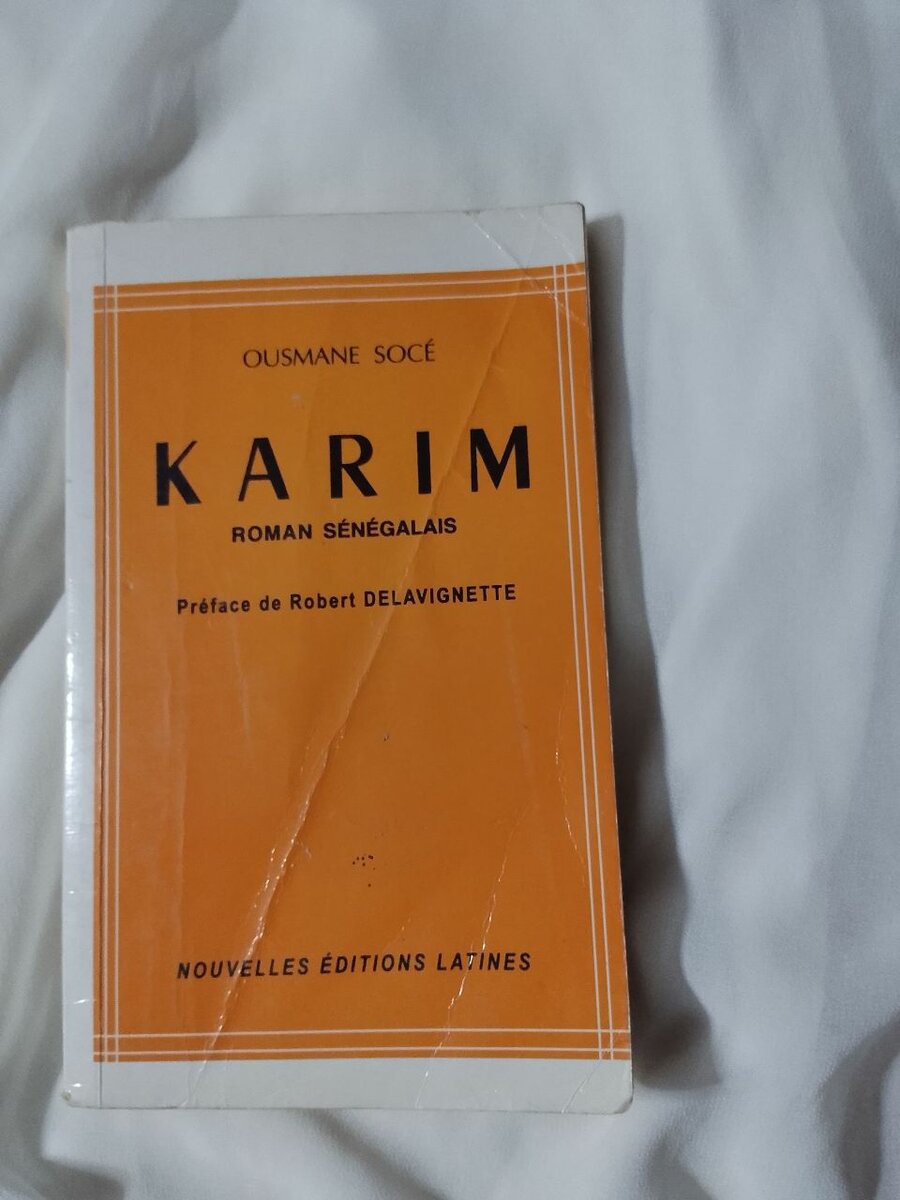 OUSMANE SOCÉ
KARIM
ROMAN SÉNÉGALAIS
Préface de Robert DELAVIGNETTE
NOUVELLES ÉDITIONS LATINES